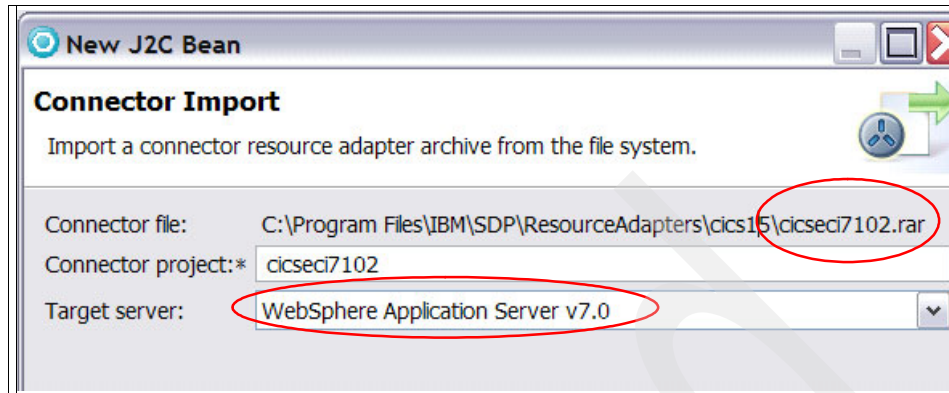 New J2C Bean
Connector Import
Import a connector resource adapter archive from the file system.
Connector file: C:\Program Files\IBM\SDP\ResourceAdapters\cics15\cicseci7102.rar
Connector project:* cicseci7102
Target server: WebSphere Application Server v7.0